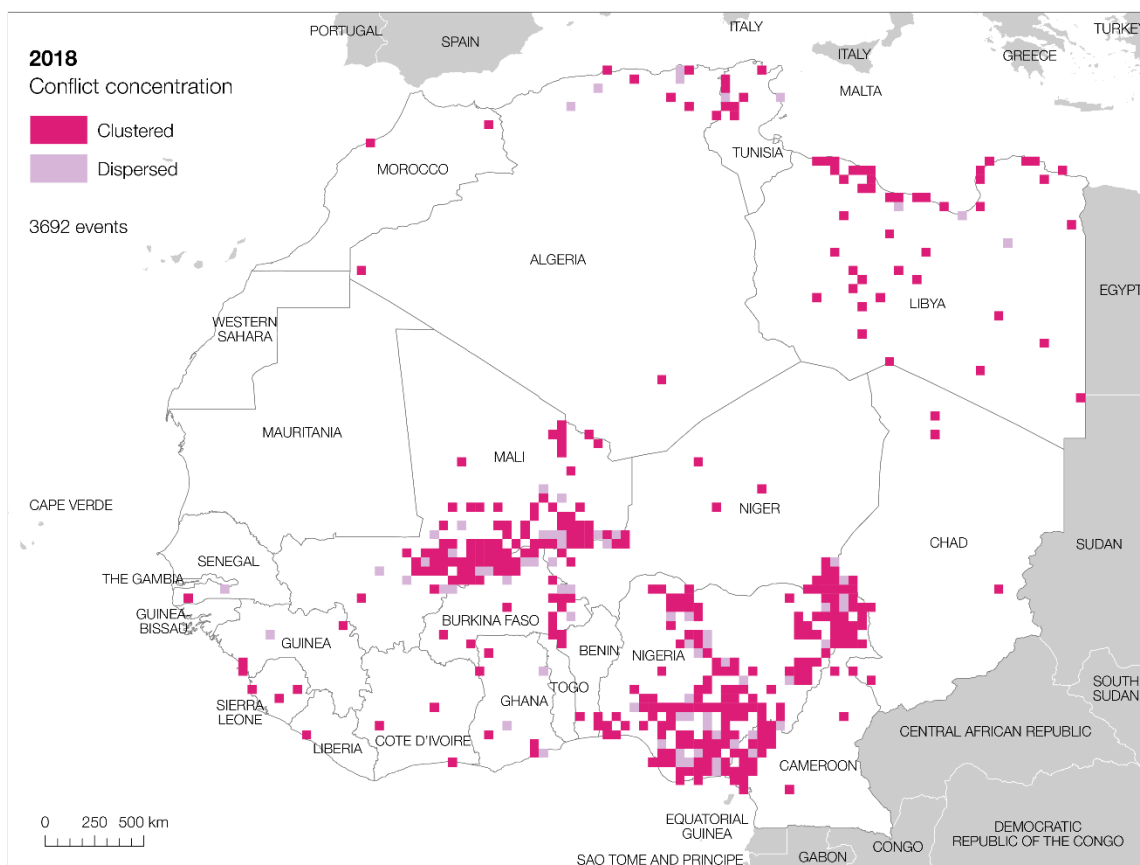 PORTUGAL
SPAIN
ITALY
TURKEY
ITALY
GREECE
2018
Conflict concentration
Clustered
Dispersed
3692 events
MALTA
TUNISIA
MOROCCO
ALGERIA
LIBYA
EGYPT
WESTERN
SAHARA
MAURITANIA
MALI
NIGER
CAPE VERDE
CHAD
SUDAN
SENEGAL
THE GAMBIA
GUINEA-
BISSAU
GUINEA
BURKINA FASO
BENIN
NIGERIA
SIERRA
LEONE
GHANA
TOGO
SOUTH
SUDAN
LIBERIA
COTE D'IVOIRE
CENTRAL AFRICAN REPUBLIC
CAMEROON
EQUATORIAL
GUINEA
0 250 500 km
DEMOCRATIC
REPUBLIC OF THE CONGO
CONGO
GABON
SAO TOME AND PRINCIPE